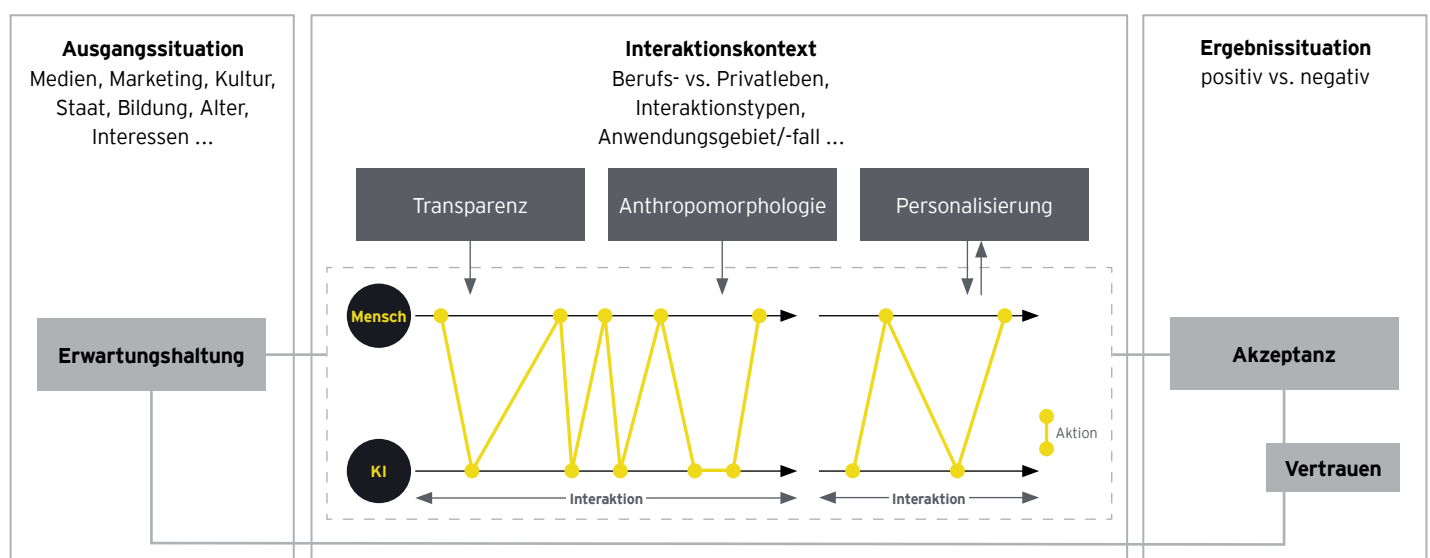 Ausgangssituation
Medien, Marketing, Kultur,
Staat, Bildung, Alter,
Interessen ...
Erwartungshaltung
Interaktionskontext
Berufs- vs. Privatleben,
Interaktionstypen,
Anwendungsgebiet/-fall ...
Transparenz
Anthropomorphologie
Personalisierung
Mensch
KI
Aktion
Interaktion
Interaktion
Ergebnissituation
positiv vs. negativ
Akzeptanz
Vertrauen